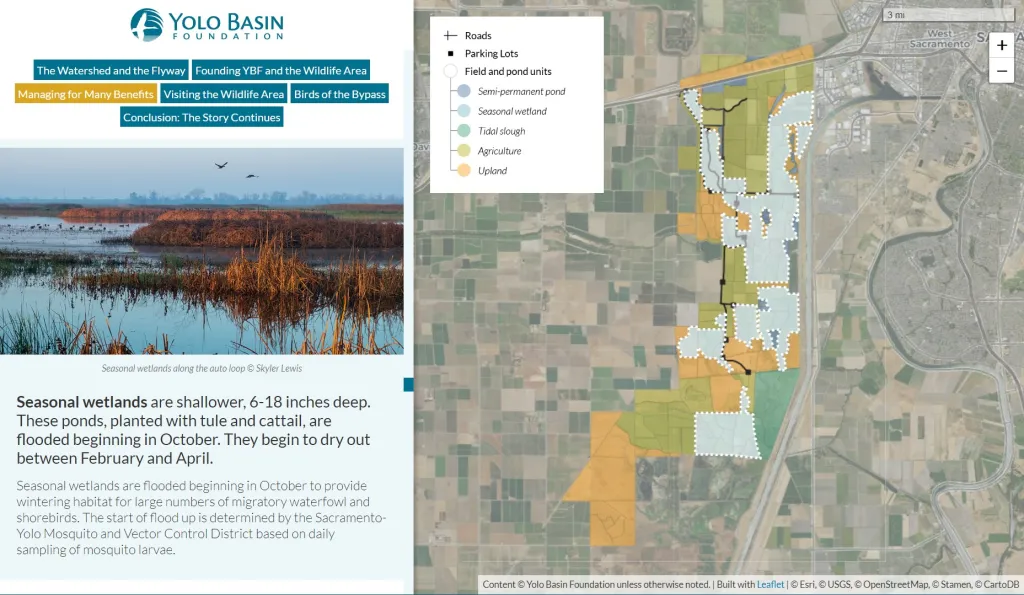 YOLO BASIN
FOUNDATION
The Watershed and the Flyway
Founding YBF and the Wildlife Area
Managing for Many Benefits
Visiting the Wildlife Area
Birds of the Bypass
Conclusion: The Story Continues
Seasonal wetlands along the auto loop © Skyler Lewis
Seasonal wetlands are shallower, 6-18 inches deep.
These ponds, planted with tule and cattail, are
flooded beginning in October. They begin to dry out
between February and April.
Seasonal wetlands are flooded beginning in October to provide
wintering habitat for large numbers of migratory waterfowl and
shorebirds. The start of flood up is determined by the Sacramento-
Yolo Mosquito and Vector Control District based on daily
sampling of mosquito larvae.
Roads
Parking Lots
Field and pond units
Semi-permanent pond
Seasonal wetland
Tidal slough
Agriculture
Upland
3 mi
West
Sacramento
+
−
Content © Yolo Basin Foundation unless otherwise noted. | Built with Leaflet | © Esri, © USGS, © OpenStreetMap, © Stamen, © CartoDB